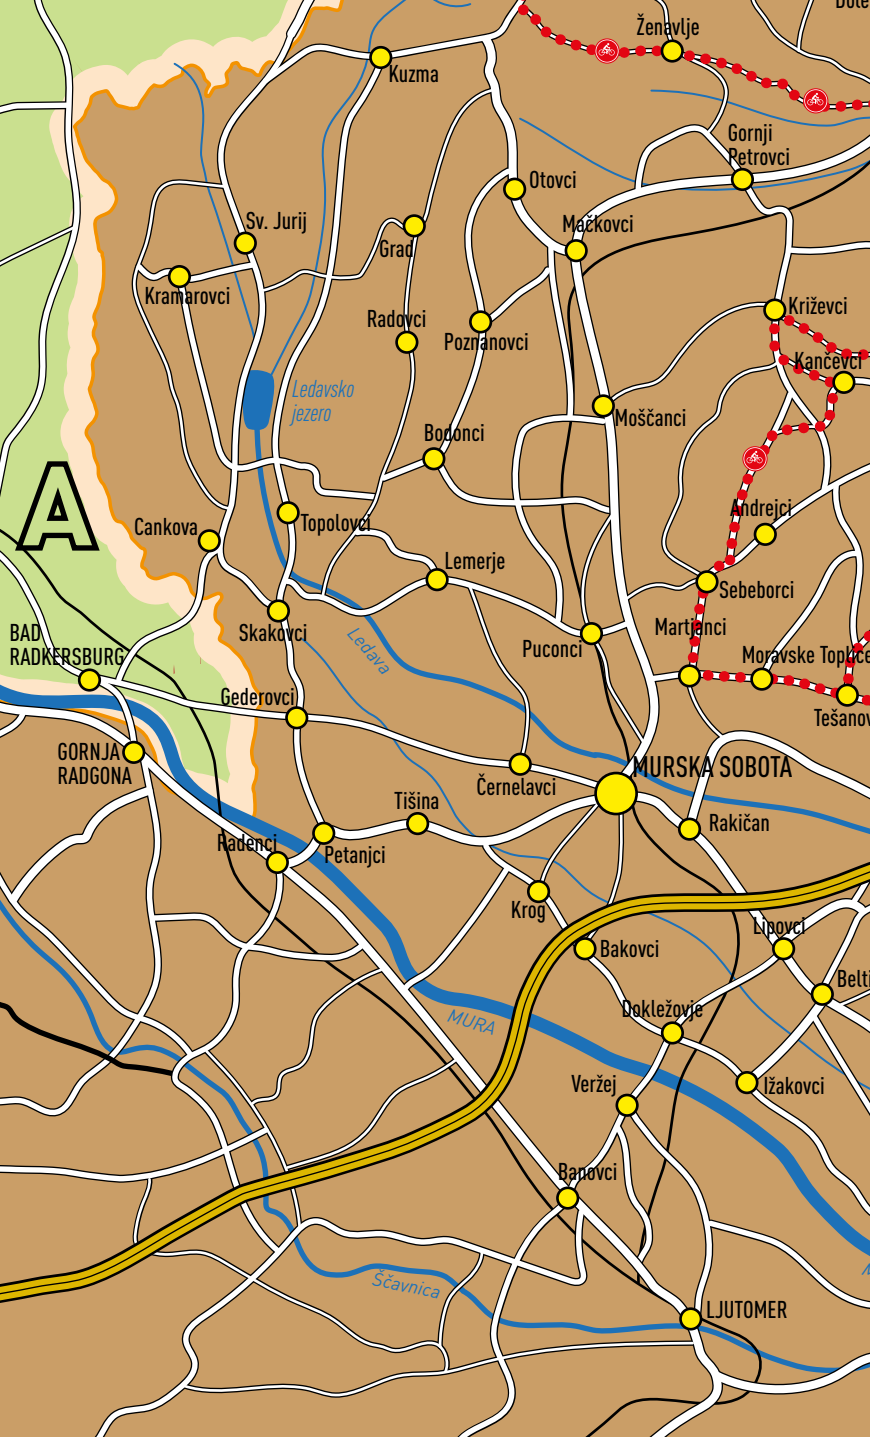 Ženavlje
Kuzma
Gornji
Petrovci
Otovci
Mačkovci
Sv. Jurij
Grad
Kramarovci
Križevci
Radovci
Poznanovci
Kančevci
Ledavsko
jezero
Moščanci
Bodonci
A
Andrejci
Cankova
Topolovci
Lemerje
Sebeborci
Skakovci
Martjanci
BAD
RADKERSBURG
Ledava
Puconci
Moravske Toplice
Gederovci
Tešanov
GORNJA
RADGONA
MURSKA SOBOTA
Černelavci
Tišina
Rakičan
Radenci
Petanjci
Krog
Lipovci
Bakovci
Belti
Dokležovje
MURA
Veržej
Ižakovci
Banovci
Ščavnica
LJUTOMER